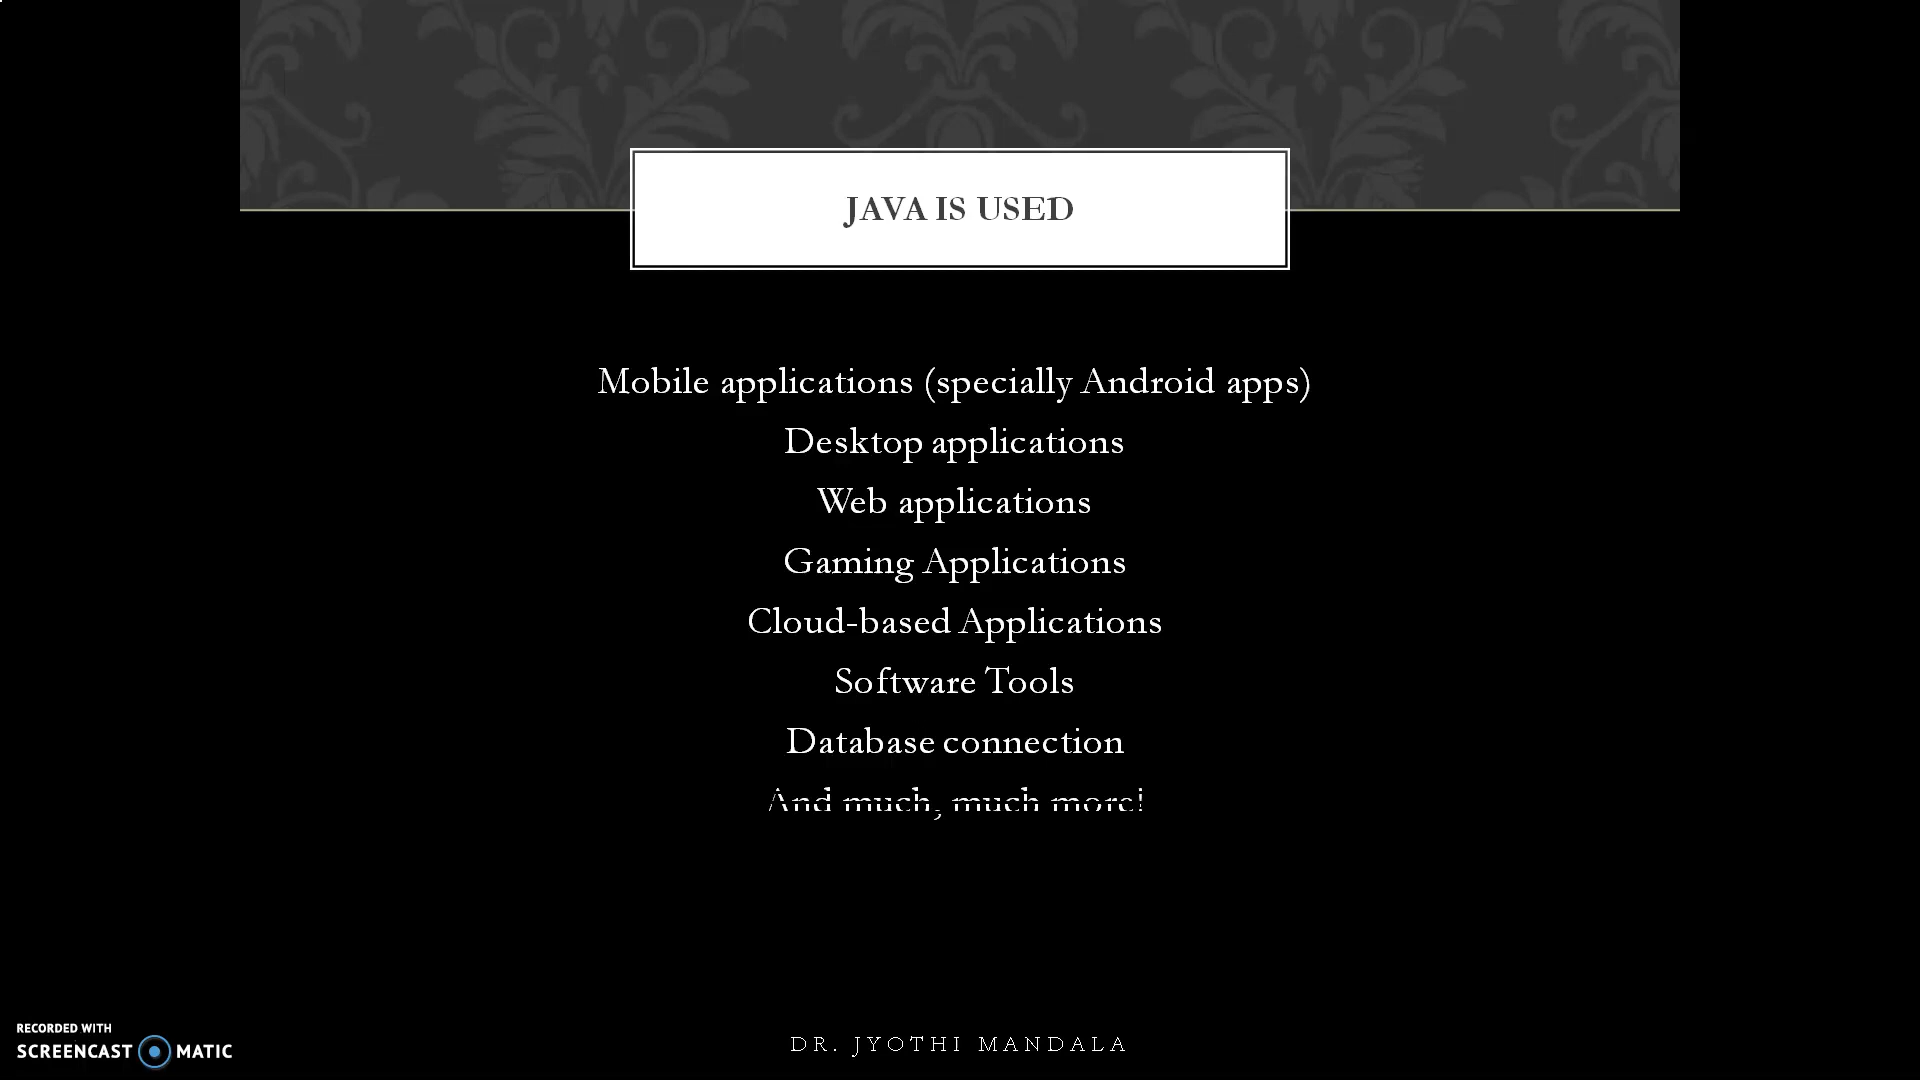 JAVA IS USED
Mobile applications (specially Android apps)
Desktop applications
Web applications
Gaming Applications
Cloud-based Applications
Software Tools
Database connection
And much, much more!
RECORDED WITH
SCREENCAST MATIC
DR. JYOTHI MANDALA